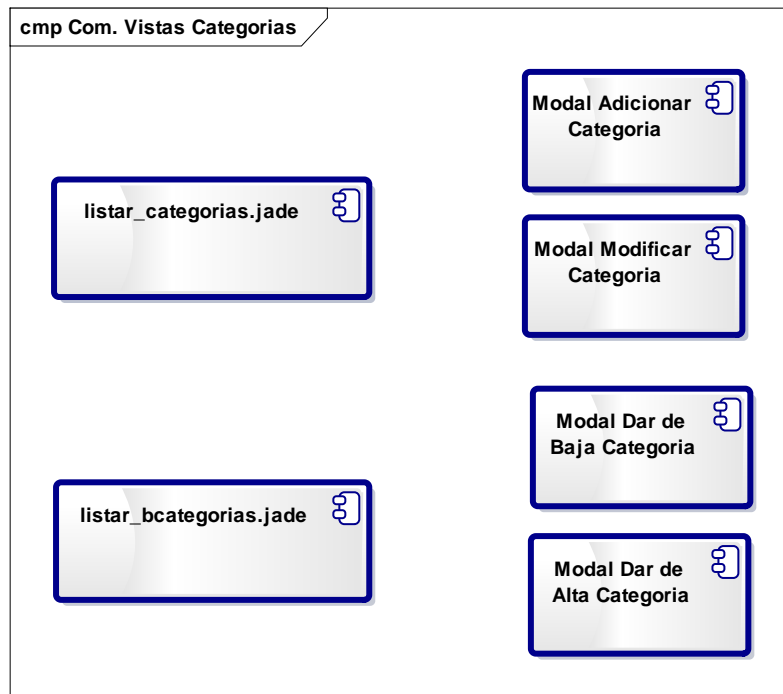 cmp Com. Vistas Categorias
Modal Adicionar
Categoria
listar_categorias.jade
Modal Modificar
Categoria
Modal Dar de
Baja Categoria
listar_bcategorias.jade
Modal Dar de
Alta Categoria